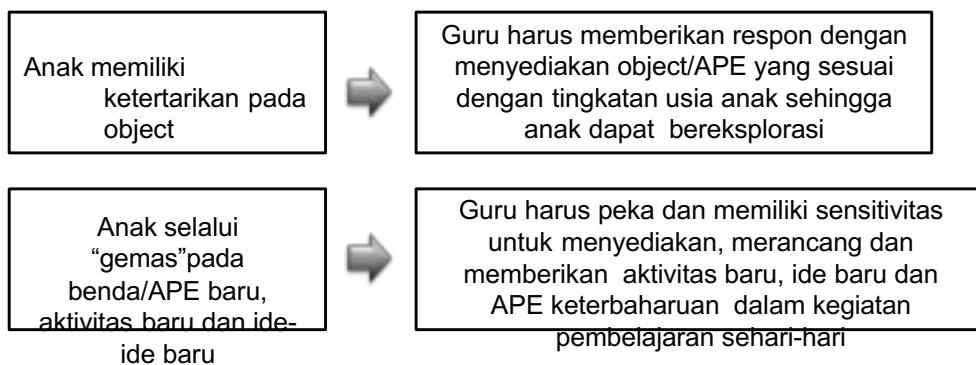 Anak memiliki
ketertarikan pada
object
Guru harus memberikan respon dengan
menyediakan object/APE yang sesuai
dengan tingkatan usia anak sehingga
anak dapat bereksplorasi
Anak selalui
“gemas”pada
benda/APE baru,
aktivitas baru dan ide-
ide baru
Guru harus peka dan memiliki sensitivitas
untuk menyediakan, merancang dan
memberikan aktivitas baru, ide baru dan
APE keterbaharuan dalam kegiatan
pembelajaran sehari-hari